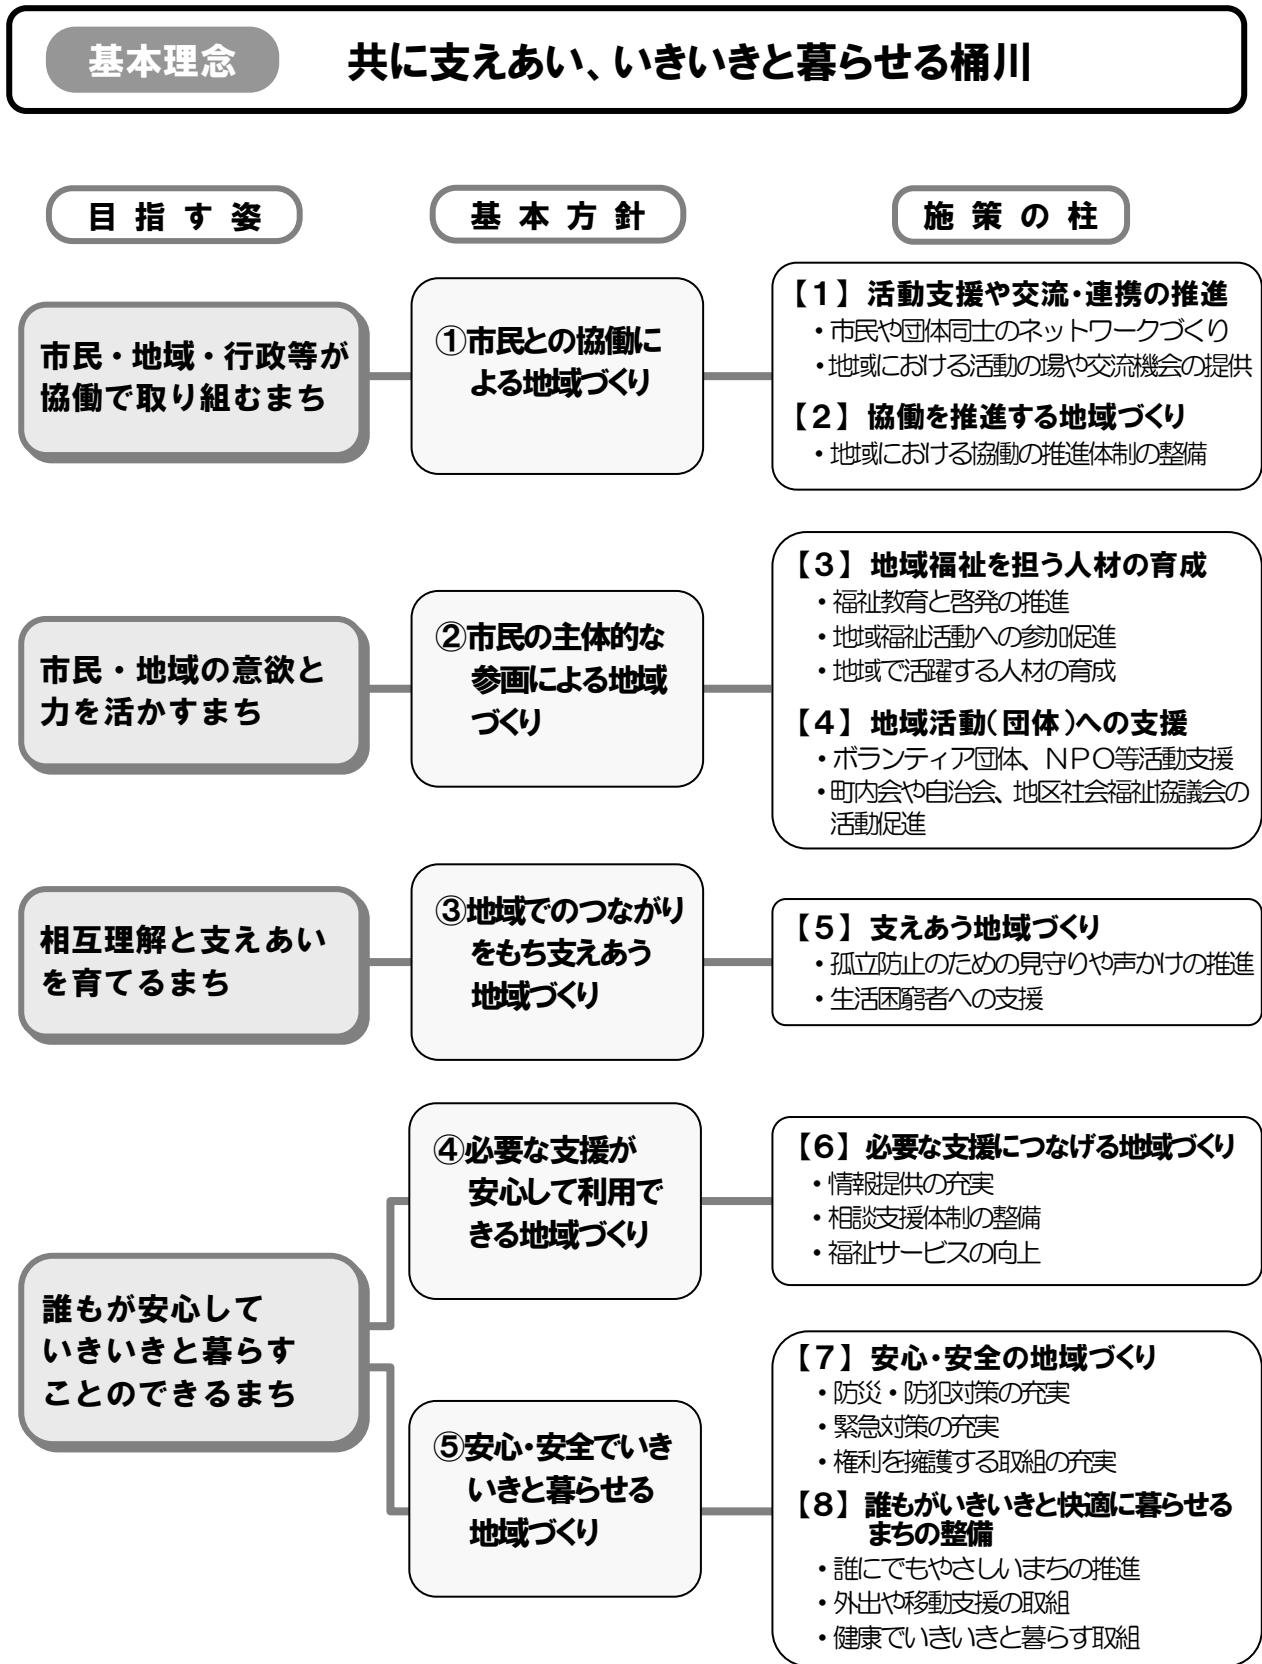 基本理念
共に支えあい、いきいきと暮らせる桶川
目指す姿
基本方針
施策の柱
市民・地域・行政等が
協働で取り組むまち
①市民との協働に
よる地域づくり
【1】活動支援や交流・連携の推進
・市民や団体同士のネットワークづくり
・地域における活動の場や交流機会の提供
【2】協働を推進する地域づくり
・地域における協働の推進体制の整備
市民・地域の意欲と
力を活かすまち
②市民の主体的な
参画による地域
づくり
【3】地域福祉を担う人材の育成
・福祉教育と啓発の推進
・地域福祉活動への参加促進
・地域で活躍する人材の育成
【4】地域活動(団体)への支援
・ボランティア団体、NPO等活動支援
・町内会や自治会、地区社会福祉協議会の
活動促進
相互理解と支えあい
を育てるまち
③地域でのつながり
をもち支えあう
地域づくり
【5】支えあう地域づくり
・孤立防止のための見守りや声かけの推進
・生活困窮者への支援
誰もが安心して
いきいきと暮らす
ことのできるまち
④必要な支援が
安心して利用で
きる地域づくり
【6】必要な支援につなげる地域づくり
・情報提供の充実
・相談支援体制の整備
・福祉サービスの向上
⑤安心・安全でいき
いきと暮らせる
地域づくり
【7】安心・安全の地域づくり
・防災・防犯対策の充実
・緊急対策の充実
・権利を擁護する取組の充実
【8】誰もがいきいきと快適に暮らせる
まちの整備
・誰にでもやさしいまちの推進
・外出や移動支援の取組
・健康でいきいきと暮らす取組